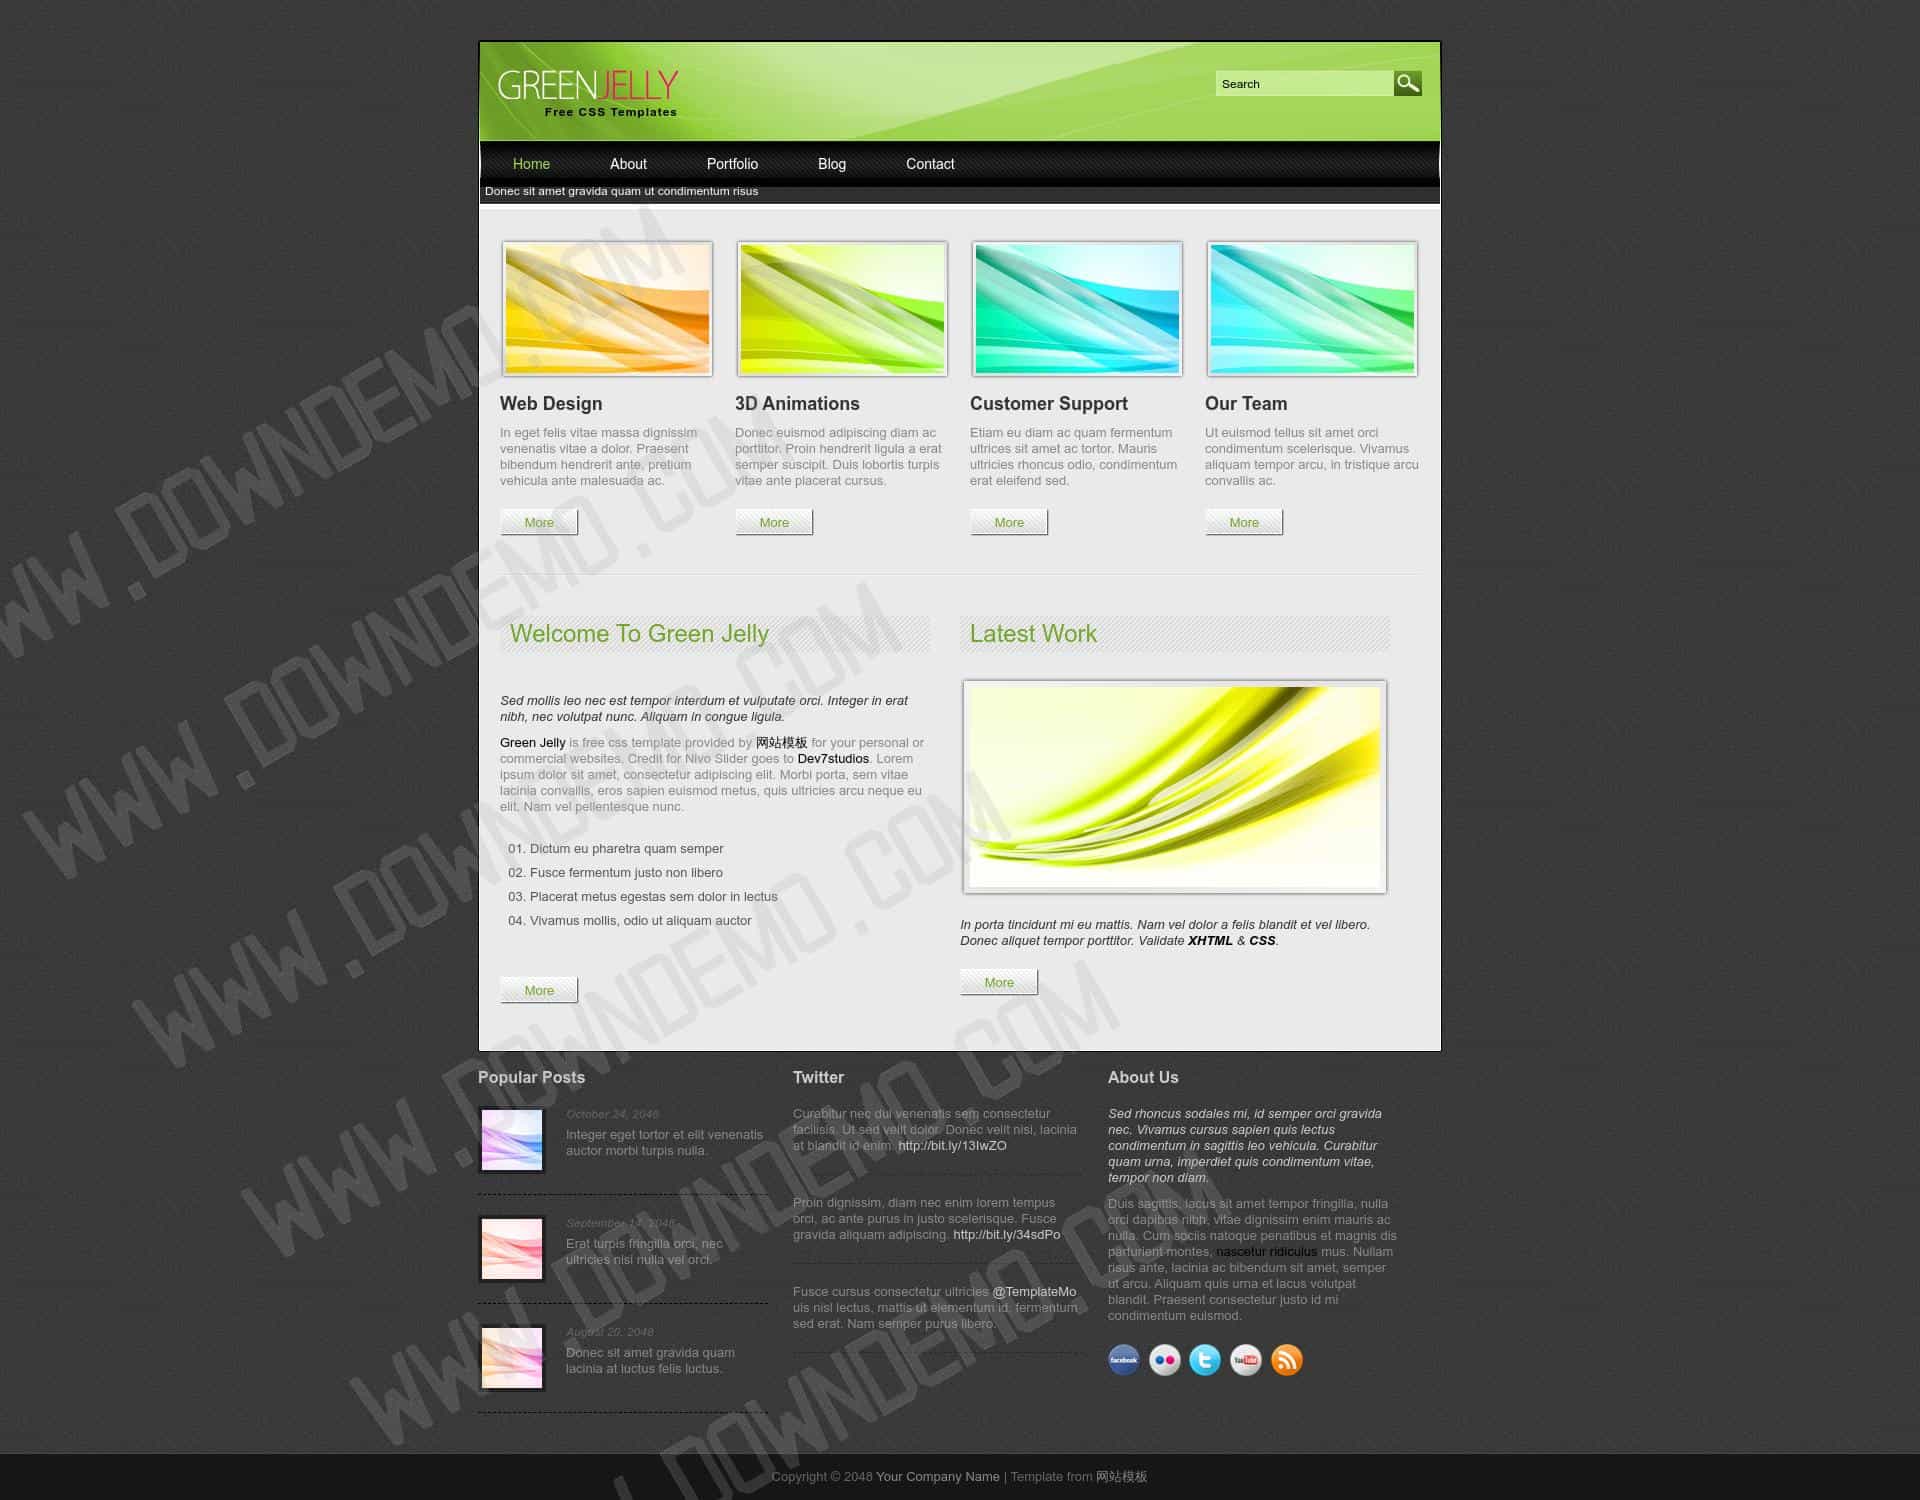 GREENJELLY
Free CSS Templates
Search
Home
About
Portfolio
Blog
Contact
Donec sit amet gravida quam ut condimentum risus
Web Design
In eget felis vitae massa dignissim
venenatis vitae a dolor. Praesent
bibendum hendrerit ante, pretium
vehicula ante malesuada ac.
More
3D Animations
Donec euismod adipiscing diam ac
porttitor. Proin hendrerit ligula a erat
semper suscipit. Duis lobortis turpis
vitae ante placerat cursus.
More
Customer Support
Etiam eu diam ac quam fermentum
ultrices sit amet ac tortor. Mauris
ultricies rhoncus odio, condimentum
erat eleifend sed.
More
Our Team
Ut euismod tellus sit amet orci
condimentum scelerisque. Vivamus
aliquam tempor arcu, in tristique arcu
convallis ac.
More
Welcome To Green Jelly
Sed mollis leo nec est tempor interdum et vulputate orci. Integer in erat
nibh, nec volutpat nunc. Aliquam in congue ligula.
Green Jelly is free css template provided by 网站模板 for your personal or
commercial websites. Credit for Nivo Slider goes to Dev7studios. Lorem
ipsum dolor sit amet, consectetur adipiscing elit. Morbi porta, sem vitae
lacinia convallis, eros sapien euismod metus, quis ultricies arcu neque eu
elit. Nam vel pellentesque nunc.
01. Dictum eu pharetra quam semper
02. Fusce fermentum justo non libero
03. Placerat metus egestas sem dolor in lectus
04. Vivamus mollis, odio ut aliquam auctor
More
Latest Work
In porta tincidunt mi eu mattis. Nam vel dolor a felis blandit et vel libero.
Donec aliquet tempor porttitor. Validate XHTML & CSS.
More
Popular Posts
October 24, 2048
Integer eget tortor et elit venenatis
auctor morbi turpis nulla.
September 14, 2048
Erat turpis fringilla orci, nec
ultricies nisi nulla vel orci.
August 20, 2048
Donec sit amet gravida quam
lacinia at luctus felis luctus.
Twitter
Curabitur nec dui venenatis sem consectetur
facilisis. Ut sed velit dolor. Donec velit nisi, lacinia
at blandit id enim. http://bit.ly/13IwZO
Proin dignissim, diam nec enim lorem tempus
orci, ac ante purus in justo scelerisque. Fusce
gravida aliquam adipiscing. http://bit.ly/34sdPo
Fusce cursus consectetur ultricies @TemplateMo
uis nisl lectus, mattis ut elementum id, fermentum
sed erat. Nam semper purus libero.
About Us
Sed rhoncus sodales mi, id semper orci gravida
nec. Vivamus cursus sapien quis lectus
condimentum in sagittis leo vehicula. Curabitur
quam urna, imperdiet quis condimentum vitae,
tempor non diam.
Duis sagittis, lacus sit amet tempor fringilla, nulla
orci dapibus nibh, vitae dignissim enim mauris ac
nulla. Cum sociis natoque penatibus et magnis dis
parturient montes, nascetur ridiculus mus. Nullam
risus ante, lacinia ac bibendum sit amet, semper
ut arcu. Aliquam quis urna et lacus volutpat
blandit. Praesent consectetur justo id mi
condimentum euismod.
facebook
You Tube
Copyright © 2048 Your Company Name | Template from 网站模板
WW.DOWNDEMO.COM
WWW.DOWNDEMO.COM
WWW.DOWNDEMO.COM
WWW.DOWNDEMO.COM
WWW.DOWNDEMO.COM
.DOWNDEMO.COM